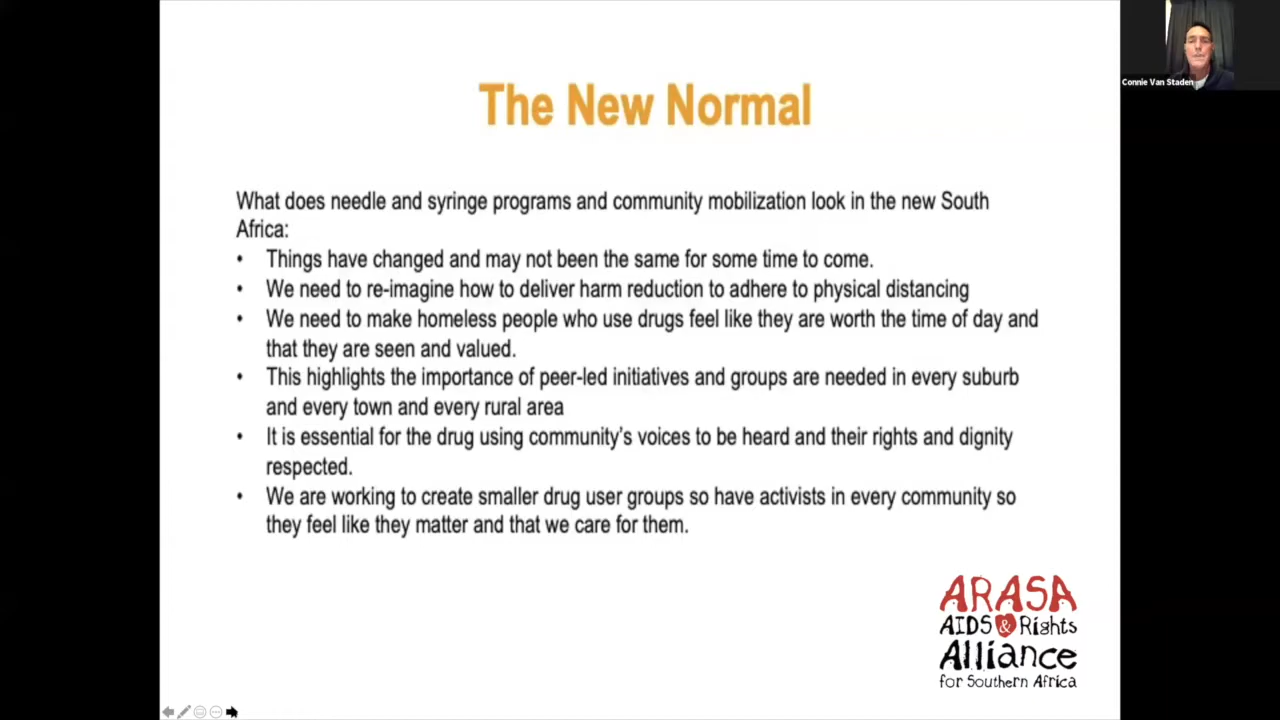 The New Normal
Connie Van Staden
What does needle and syringe programs and community mobilization look in the new South
Africa:
• Things have changed and may not been the same for some time to come.
• We need to re-imagine how to deliver harm reduction to adhere to physical distancing
• We need to make homeless people who use drugs feel like they are worth the time of day and
that they are seen and valued.
• This highlights the importance of peer-led initiatives and groups are needed in every suburb
and every town and every rural area
• It is essential for the drug using community's voices to be heard and their rights and dignity
respected.
• We are working to create smaller drug user groups so have activists in every community so
they feel like they matter and that we care for them.
ARASA
AIDS & Rights
Alliance
for Southern Africa